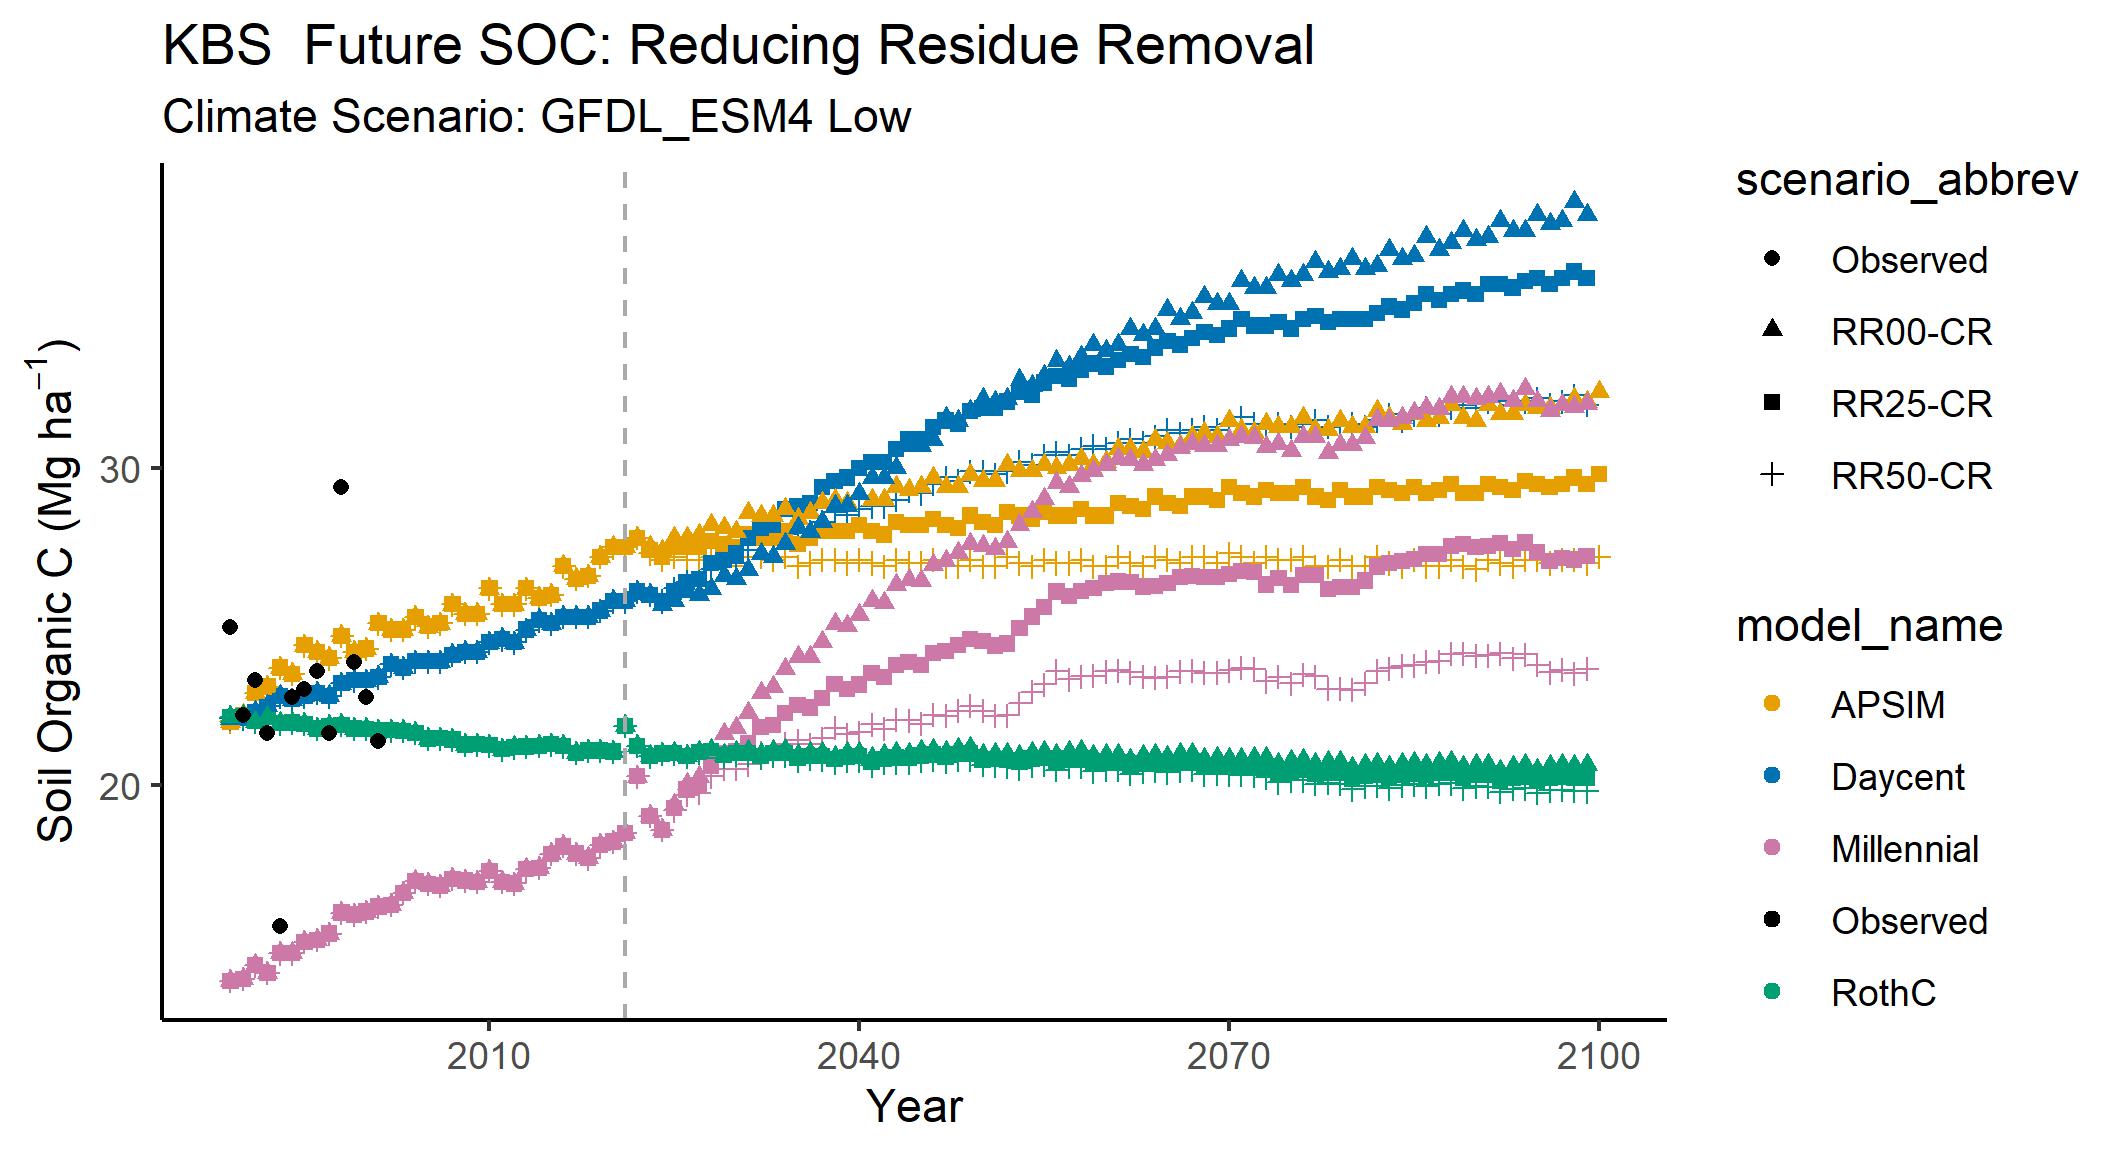 KBS  Future SOC: Reducing Residue Removal
Climate Scenario: GFDL_ESM4 Low
Soil Organic C (Mg ha⁻¹)
30
20
2010
2040
2070
2100
Year
scenario_abbrev
Observed
RR00-CR
RR25-CR
RR50-CR
model_name
APSIM
Daycent
Millennial
Observed
RothC